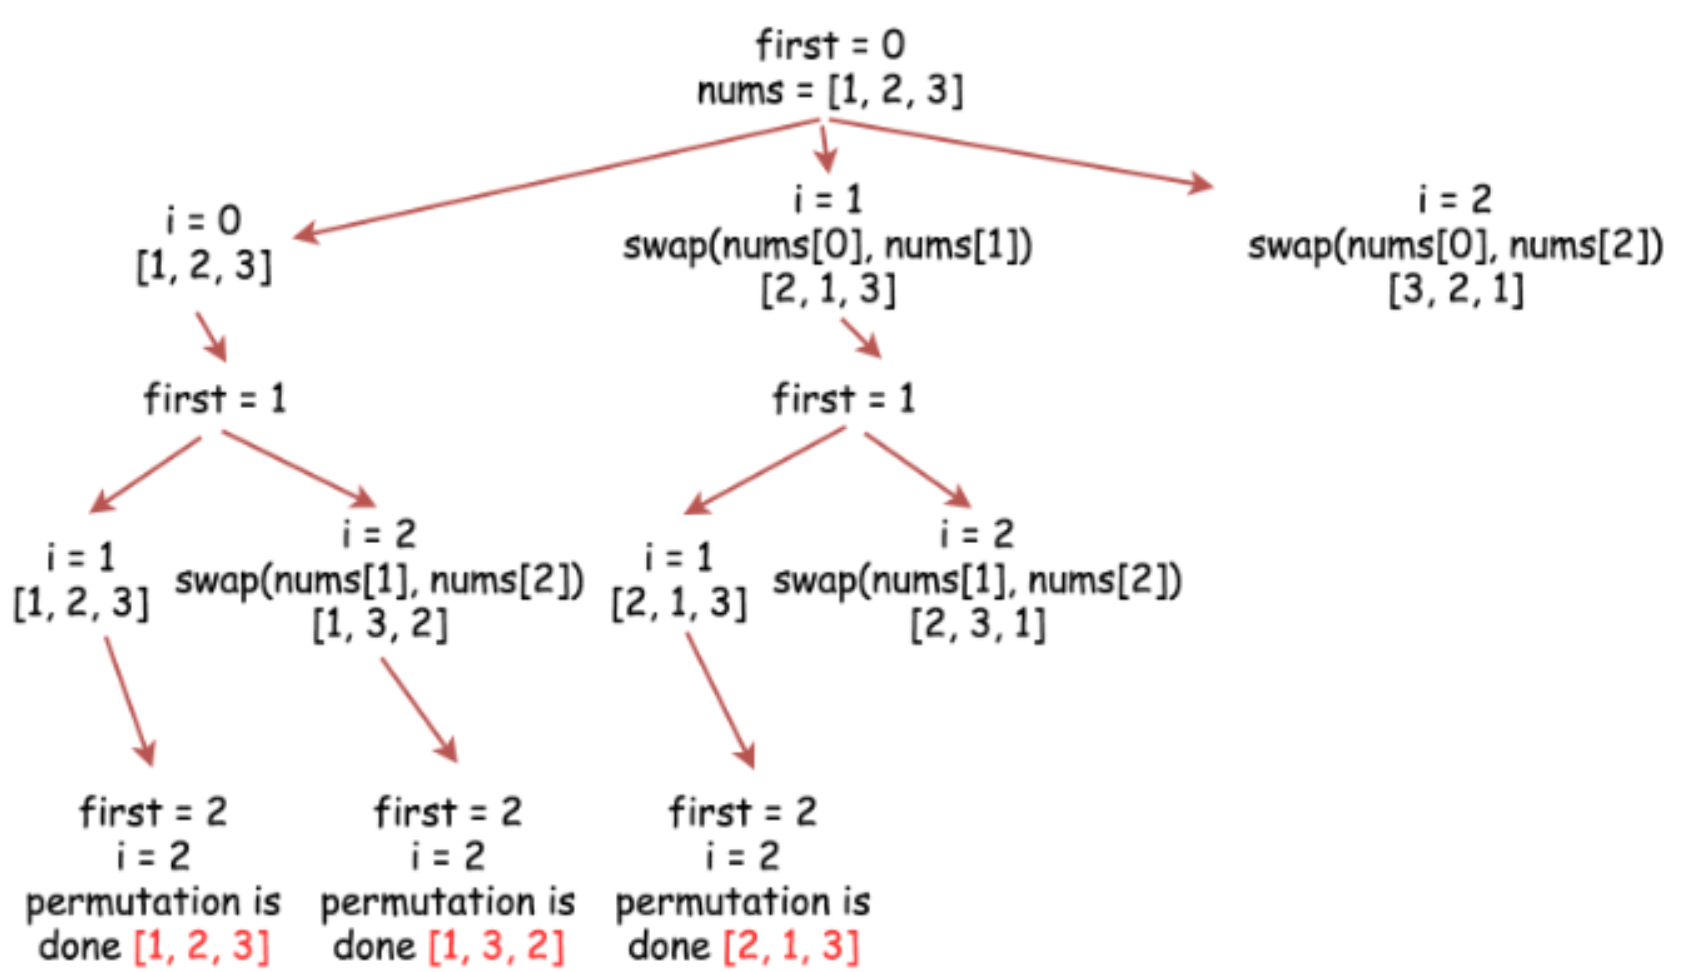 first = 0
nums = [1, 2, 3]
i = 0
[1, 2, 3]
i = 1
swap(nums[0], nums[1])
[2, 1, 3]
i = 2
swap(nums[0], nums[2])
[3, 2, 1]
first = 1
first = 1
i = 1
[1, 2, 3]
i = 2
swap(nums[1], nums[2])
[1, 3, 2]
i = 1
[2, 1, 3]
i = 2
swap(nums[1], nums[2])
[2, 3, 1]
first = 2
i = 2
permutation is
done [1, 2, 3]
first = 2
i = 2
permutation is
done [1, 3, 2]
first = 2
i = 2
permutation is
done [2, 1, 3]